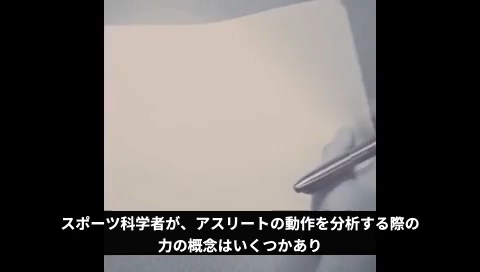 スポーツ科学者が、アスリートの動作を分析する際の
力の概念はいくつかあり